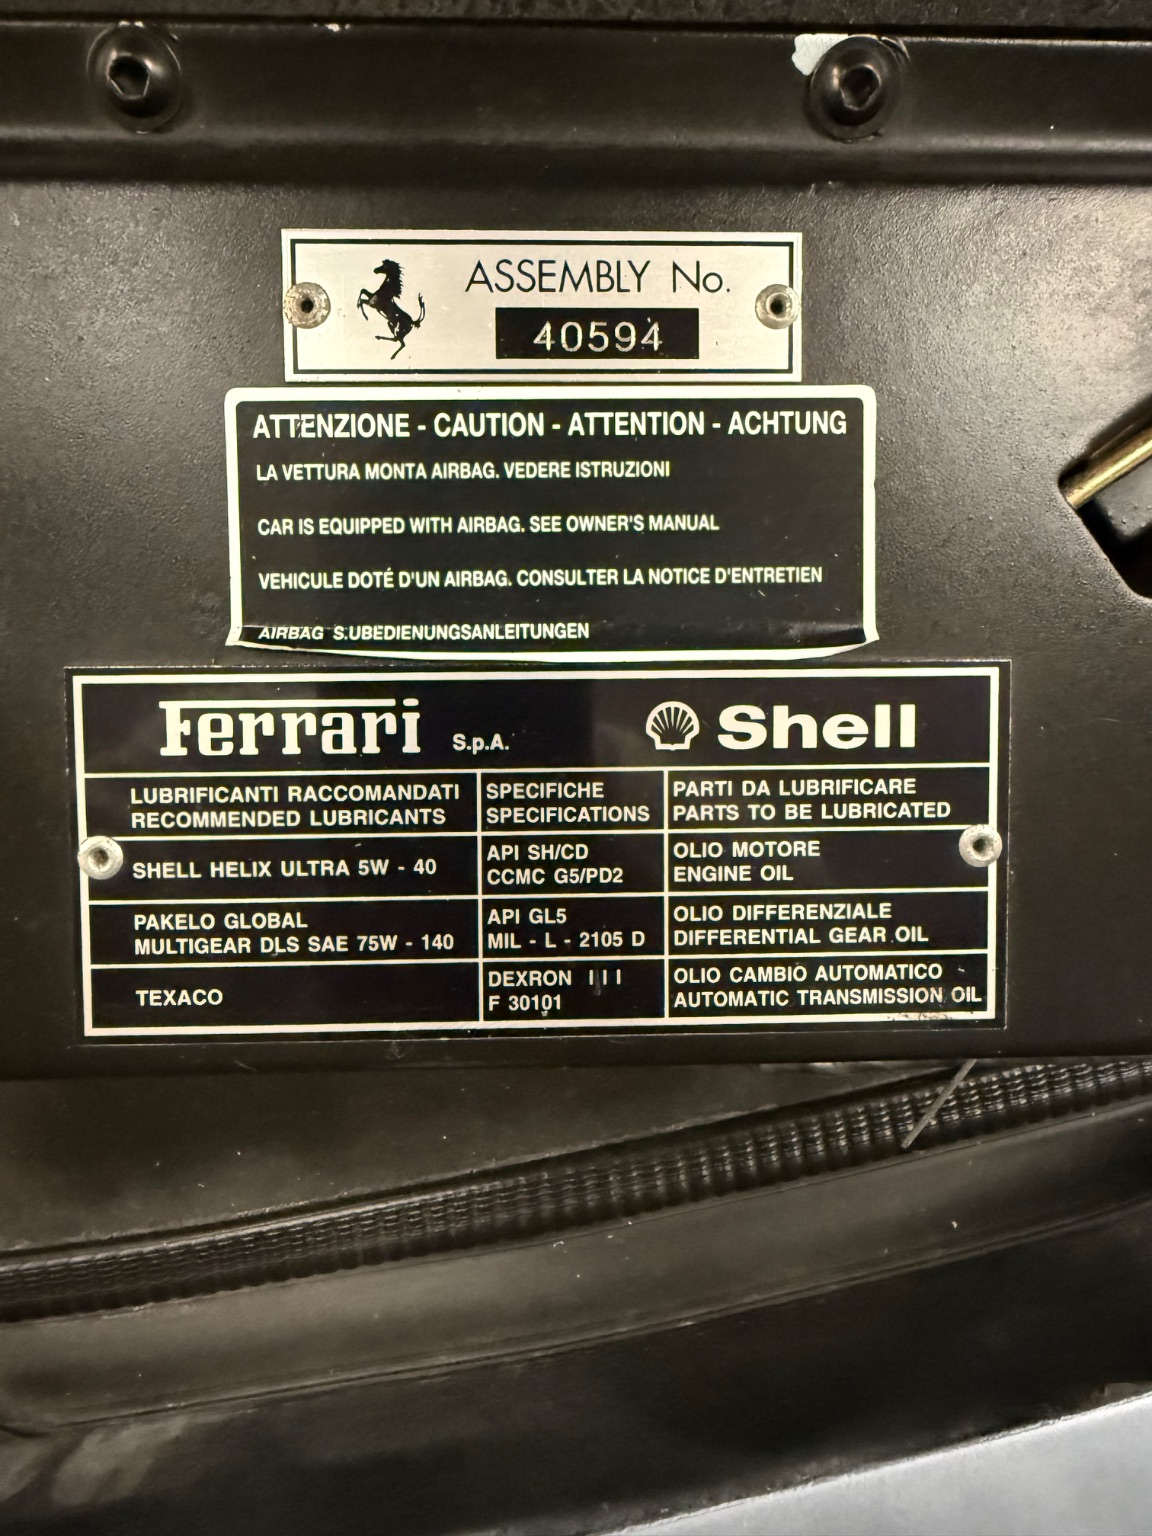 ASSEMBLY No.
40594
ATTENZIONE - CAUTION - ATTENTION - ACHTUNG
LA VETTURA MONTA AIRBAG. VEDERE ISTRUZIONI
CAR IS EQUIPPED WITH AIRBAG. SEE OWNER'S MANUAL
VEHICULE DOTÉ D'UN AIRBAG. CONSULTER LA NOTICE D'ENTRETIEN
AIRBAG S.UBEDIENUNGSANLEITUNGEN
Ferrari S.p.A. Shell
LUBRIFICANTI RACCOMANDATI
RECOMMENDED LUBRICANTS
SPECIFICHE
SPECIFICATIONS
PARTI DA LUBRIFICARE
PARTS TO BE LUBRICATED
SHELL HELIX ULTRA 5W - 40
API SH/CD
CCMC G5/PD2
OLIO MOTORE
ENGINE OIL
PAKELO GLOBAL
MULTIGEAR DLS SAE 75W - 140
API GL5
MIL - L - 2105 D
OLIO DIFFERENZIALE
DIFFERENTIAL GEAR OIL
TEXACO
DEXRON III
F 30101
OLIO CAMBIO AUTOMATICO
AUTOMATIC TRANSMISSION OIL